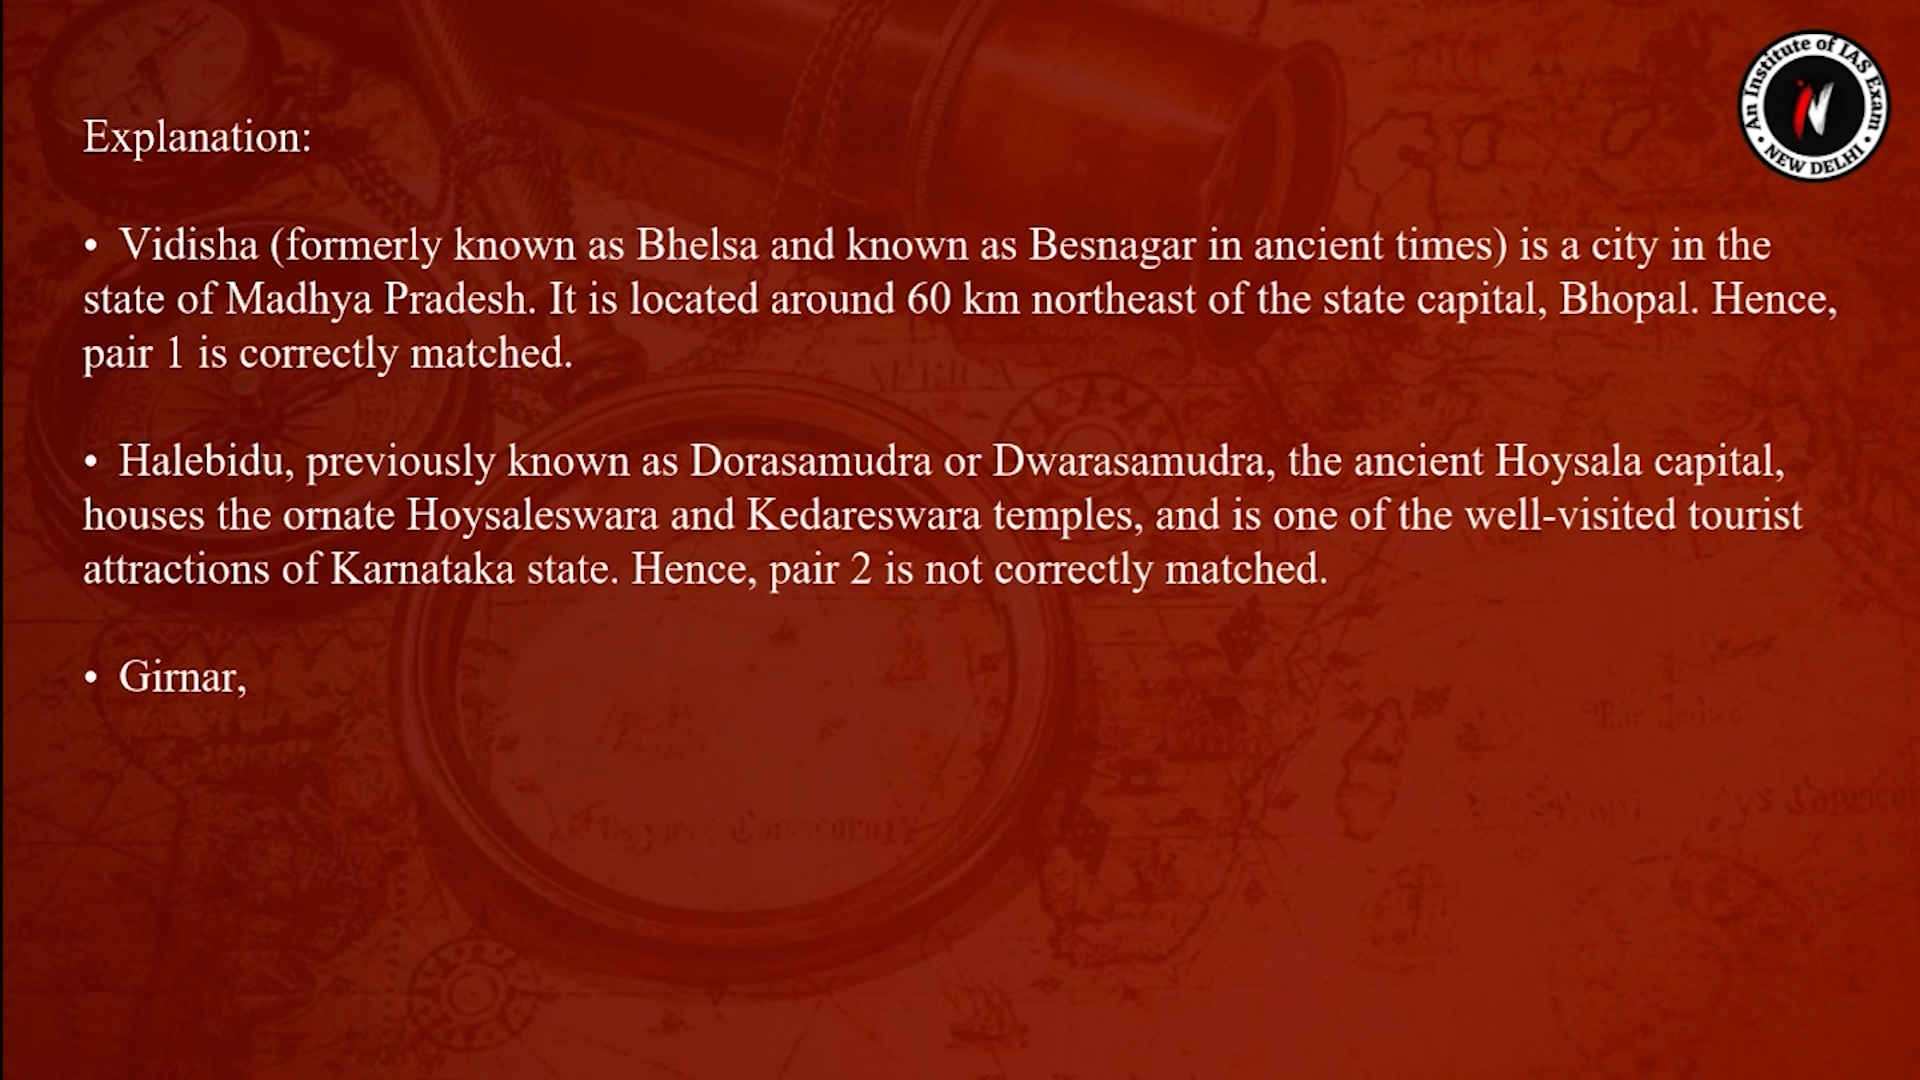 An Institute of IAS Exam
• NEW DELHI •
Explanation:
• Vidisha (formerly known as Bhelsa and known as Besnagar in ancient times) is a city in the
state of Madhya Pradesh. It is located around 60 km northeast of the state capital, Bhopal. Hence,
pair 1 is correctly matched.
• Halebidu, previously known as Dorasamudra or Dwarasamudra, the ancient Hoysala capital,
houses the ornate Hoysaleswara and Kedareswara temples, and is one of the well-visited tourist
attractions of Karnataka state. Hence, pair 2 is not correctly matched.
• Girnar,